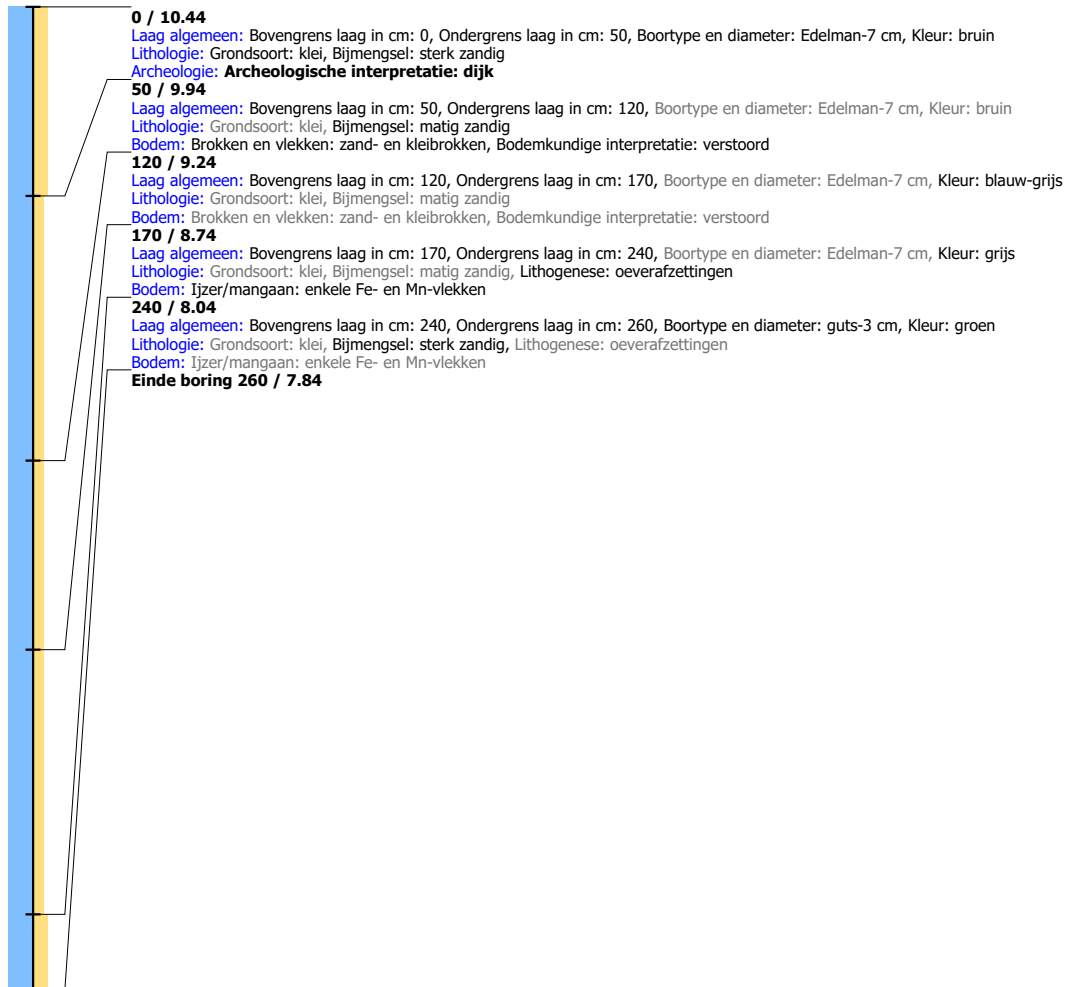 0 / 10.44
Laag algemeen: Bovengrens laag in cm: 0, Ondergrens laag in cm: 50, Boortype en diameter: Edelman-7 cm, Kleur: bruin
Lithologie: Grondsoort: klei, Bijmengsel: sterk zandig
Archeologie: Archeologische interpretatie: dijk
50 / 9.94
Laag algemeen: Bovengrens laag in cm: 50, Ondergrens laag in cm: 120, Boortype en diameter: Edelman-7 cm, Kleur: bruin
Lithologie: Grondsoort: klei, Bijmengsel: matig zandig
Bodem: Brokken en vlekken: zand- en kleibrokken, Bodemkundige interpretatie: verstoord
120 / 9.24
Laag algemeen: Bovengrens laag in cm: 120, Ondergrens laag in cm: 170, Boortype en diameter: Edelman-7 cm, Kleur: blauw-grijs
Lithologie: Grondsoort: klei, Bijmengsel: matig zandig
Bodem: Brokken en vlekken: zand- en kleibrokken, Bodemkundige interpretatie: verstoord
170 / 8.74
Laag algemeen: Bovengrens laag in cm: 170, Ondergrens laag in cm: 240, Boortype en diameter: Edelman-7 cm, Kleur: grijs
Lithologie: Grondsoort: klei, Bijmengsel: matig zandig, Lithogenese: oeverafzettingen
Bodem: Ijzer/mangaan: enkele Fe- en Mn-vlekken
240 / 8.04
Laag algemeen: Bovengrens laag in cm: 240, Ondergrens laag in cm: 260, Boortype en diameter: guts-3 cm, Kleur: groen
Lithologie: Grondsoort: klei, Bijmengsel: sterk zandig, Lithogenese: oeverafzettingen
Bodem: Ijzer/mangaan: enkele Fe- en Mn-vlekken
Einde boring 260 / 7.84